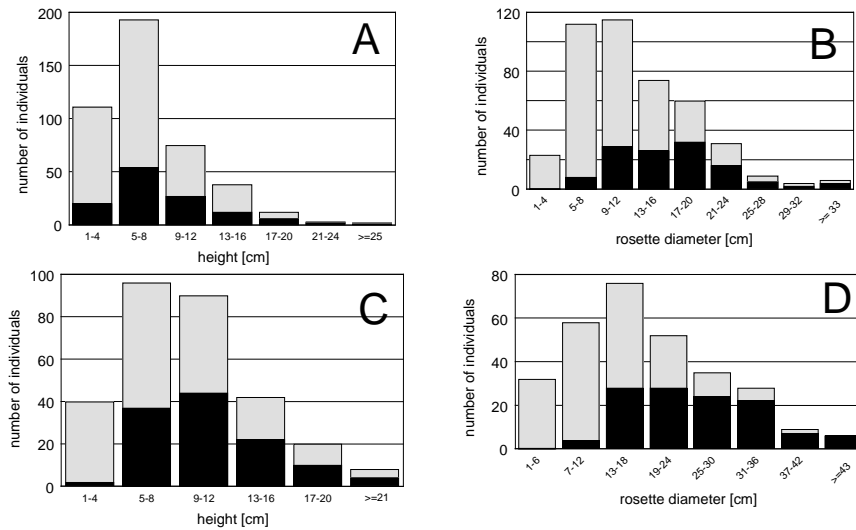 A
number of individuals
200
150
100
50
0
1-4 5-8 9-12 13-16 17-20 21-24 >=25
height [cm]
B
number of individuals
120
80
40
0
1-4 5-8 9-12 13-16 17-20 21-24 25-28 29-32 >= 33
rosette diameter [cm]
C
number of individuals
100
80
60
40
20
0
1-4 5-8 9-12 13-16 17-20 >=21
height [cm]
D
number of individuals
80
60
40
20
0
1-6 7-12 13-18 19-24 25-30 31-36 37-42 >=43
rosette diameter [cm]